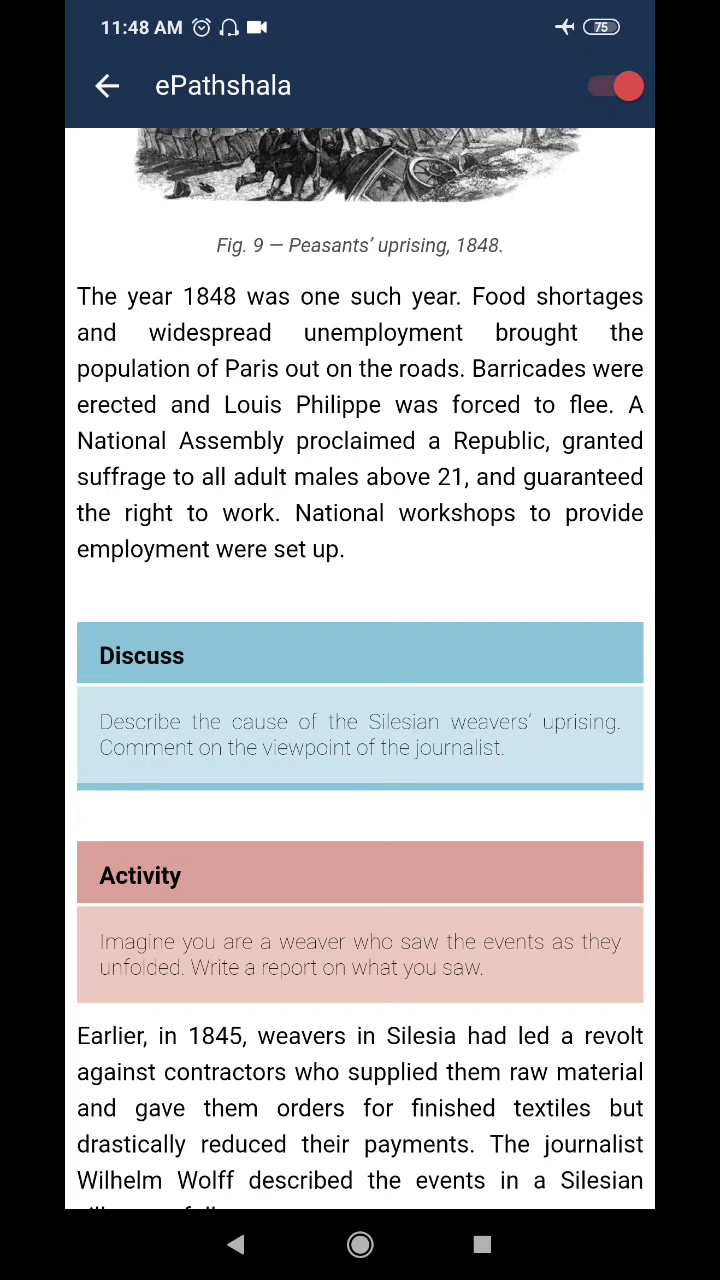 11:48 AM 75
ePathshala
Fig. 9 — Peasants' uprising, 1848.
The year 1848 was one such year. Food shortages
and widespread unemployment brought the
population of Paris out on the roads. Barricades were
erected and Louis Philippe was forced to flee. A
National Assembly proclaimed a Republic, granted
suffrage to all adult males above 21, and guaranteed
the right to work. National workshops to provide
employment were set up.
Discuss
Describe the cause of the Silesian weavers' uprising.
Comment on the viewpoint of the journalist.
Activity
Imagine you are a weaver who saw the events as they
unfolded. Write a report on what you saw.
Earlier, in 1845, weavers in Silesia had led a revolt
against contractors who supplied them raw material
and gave them orders for finished textiles but
drastically reduced their payments. The journalist
Wilhelm Wolff described the events in a Silesian